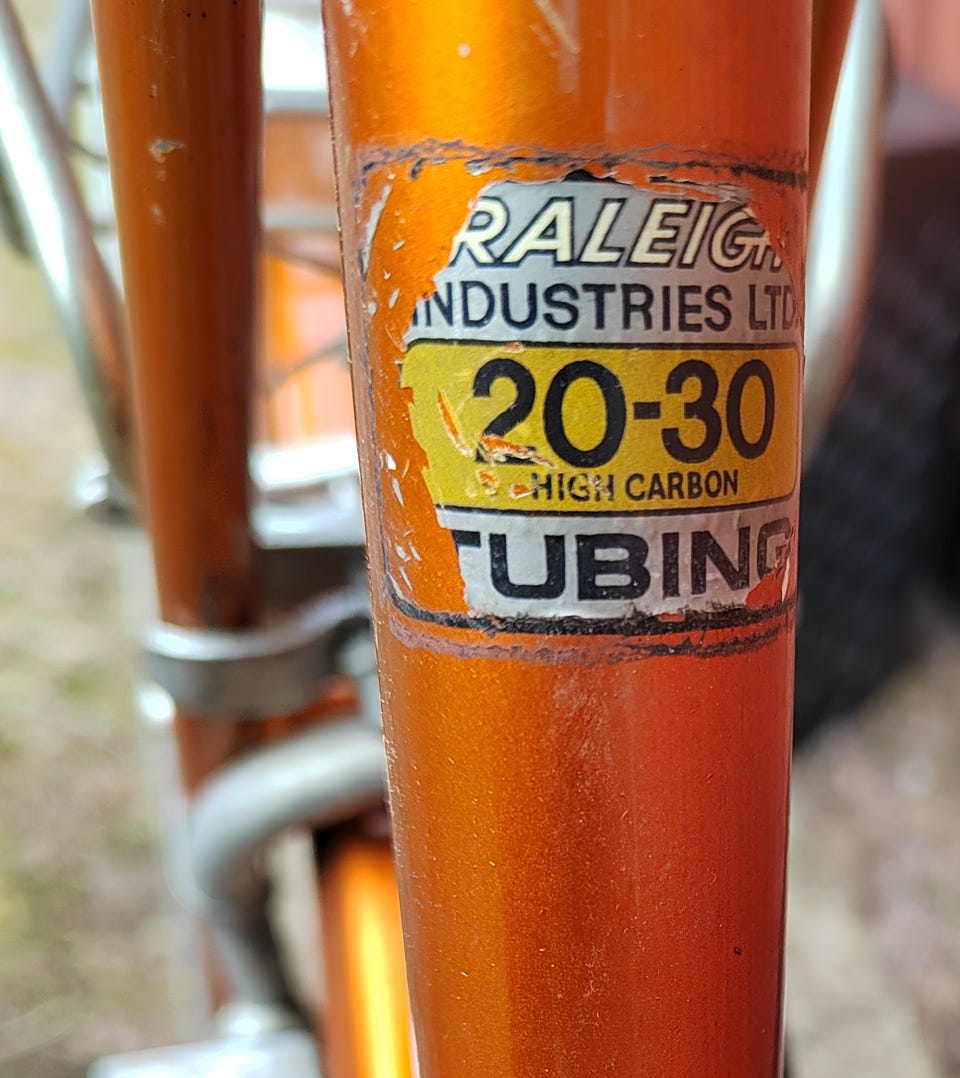 RALEIGH
INDUSTRIES LTD.
20-30
HIGH CARBON
TUBING